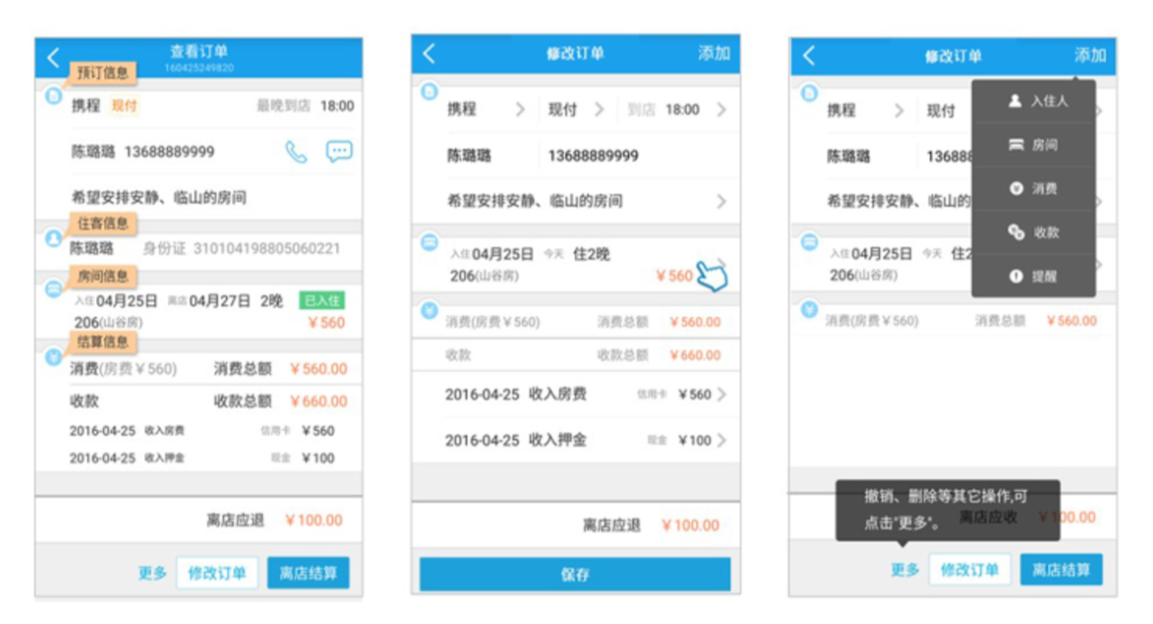 查看订单
160425249820
预订信息
携程 现付 最晚到店 18:00
陈璐璐 13688889999
希望安排安静、临山的房间
住客信息
陈璐璐 身份证 310104198805060221
房间信息
入住 04月25日 离店 04月27日 2晚 已入住
206(山谷房) ￥560
结算信息
消费(房费￥560) 消费总额 ￥560.00
收款 收款总额 ￥660.00
2016-04-25 收入房费 信用卡 ￥560
2016-04-25 收入押金 现金 ￥100
离店应退 ￥100.00
更多 修改订单 离店结算
修改订单 添加
携程 现付 到店 18:00
陈璐璐 13688889999
希望安排安静、临山的房间
入住 04月25日 今天 住2晚
206(山谷房) ￥560
消费(房费￥560) 消费总额 ￥560.00
收款 收款总额 ￥660.00
2016-04-25 收入房费 信用卡 ￥560
2016-04-25 收入押金 现金 ￥100
离店应退 ￥100.00
保存
修改订单 添加
入住人
房间
消费
收款
提醒
携程 现付
陈璐璐 136888
希望安排安静、临山的
入住 04月25日 今天 住2
206(山谷房)
消费(房费￥560) 消费总额 ￥560.00
撤销、删除等其它操作,可
点击"更多"。
离店应收 ￥100.00
更多 修改订单 离店结算